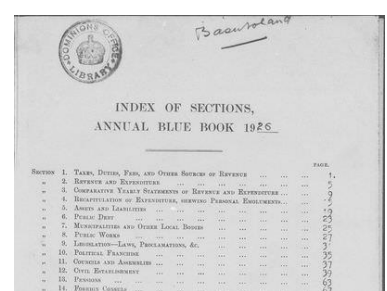 DOMINIONS OFFICE
LIBRARY
Basutoland
INDEX OF SECTIONS,
ANNUAL BLUE BOOK 1926
PAGE.
SECTION 1. TAXES, DUTIES, FEES, AND OTHER SOURCES OF REVENUE ... ... ... 1.
„ 2. REVENUE AND EXPENDITURE ... ... ... ... ... ... 5
„ 3. COMPARATIVE YEARLY STATEMENTS OF REVENUE AND EXPENDITURE ... ... 9
„ 4. RECAPITULATION OF EXPENDITURE, SHEWING PERSONAL EMOLUMENTS ...
„ 5. ASSETS AND LIABILITIES ... ... ... ... ... ... 19
„ 6. PUBLIC DEBT ... ... ... ... ... ... 23
„ 7. MUNICIPALITIES AND OTHER LOCAL BODIES ... ... ... ... 25
„ 8. PUBLIC WORKS ... ... ... ... ... ... 27
„ 9. LEGISLATION—LAWS, PROCLAMATIONS, &c. ... ... ... ...
„ 10. POLITICAL FRANCHISE ... ... ... ... ... ... 35
„ 11. COUNCILS AND ASSEMBLIES ... ... ... ... ... ... 37
„ 12. CIVIL ESTABLISHMENT ... ... ... ... ... ... 39
„ 13. PENSIONS ... ... ... ... ... ... 63
„ 14. FOREIGN CONSULS ... ... ... ... ... ...